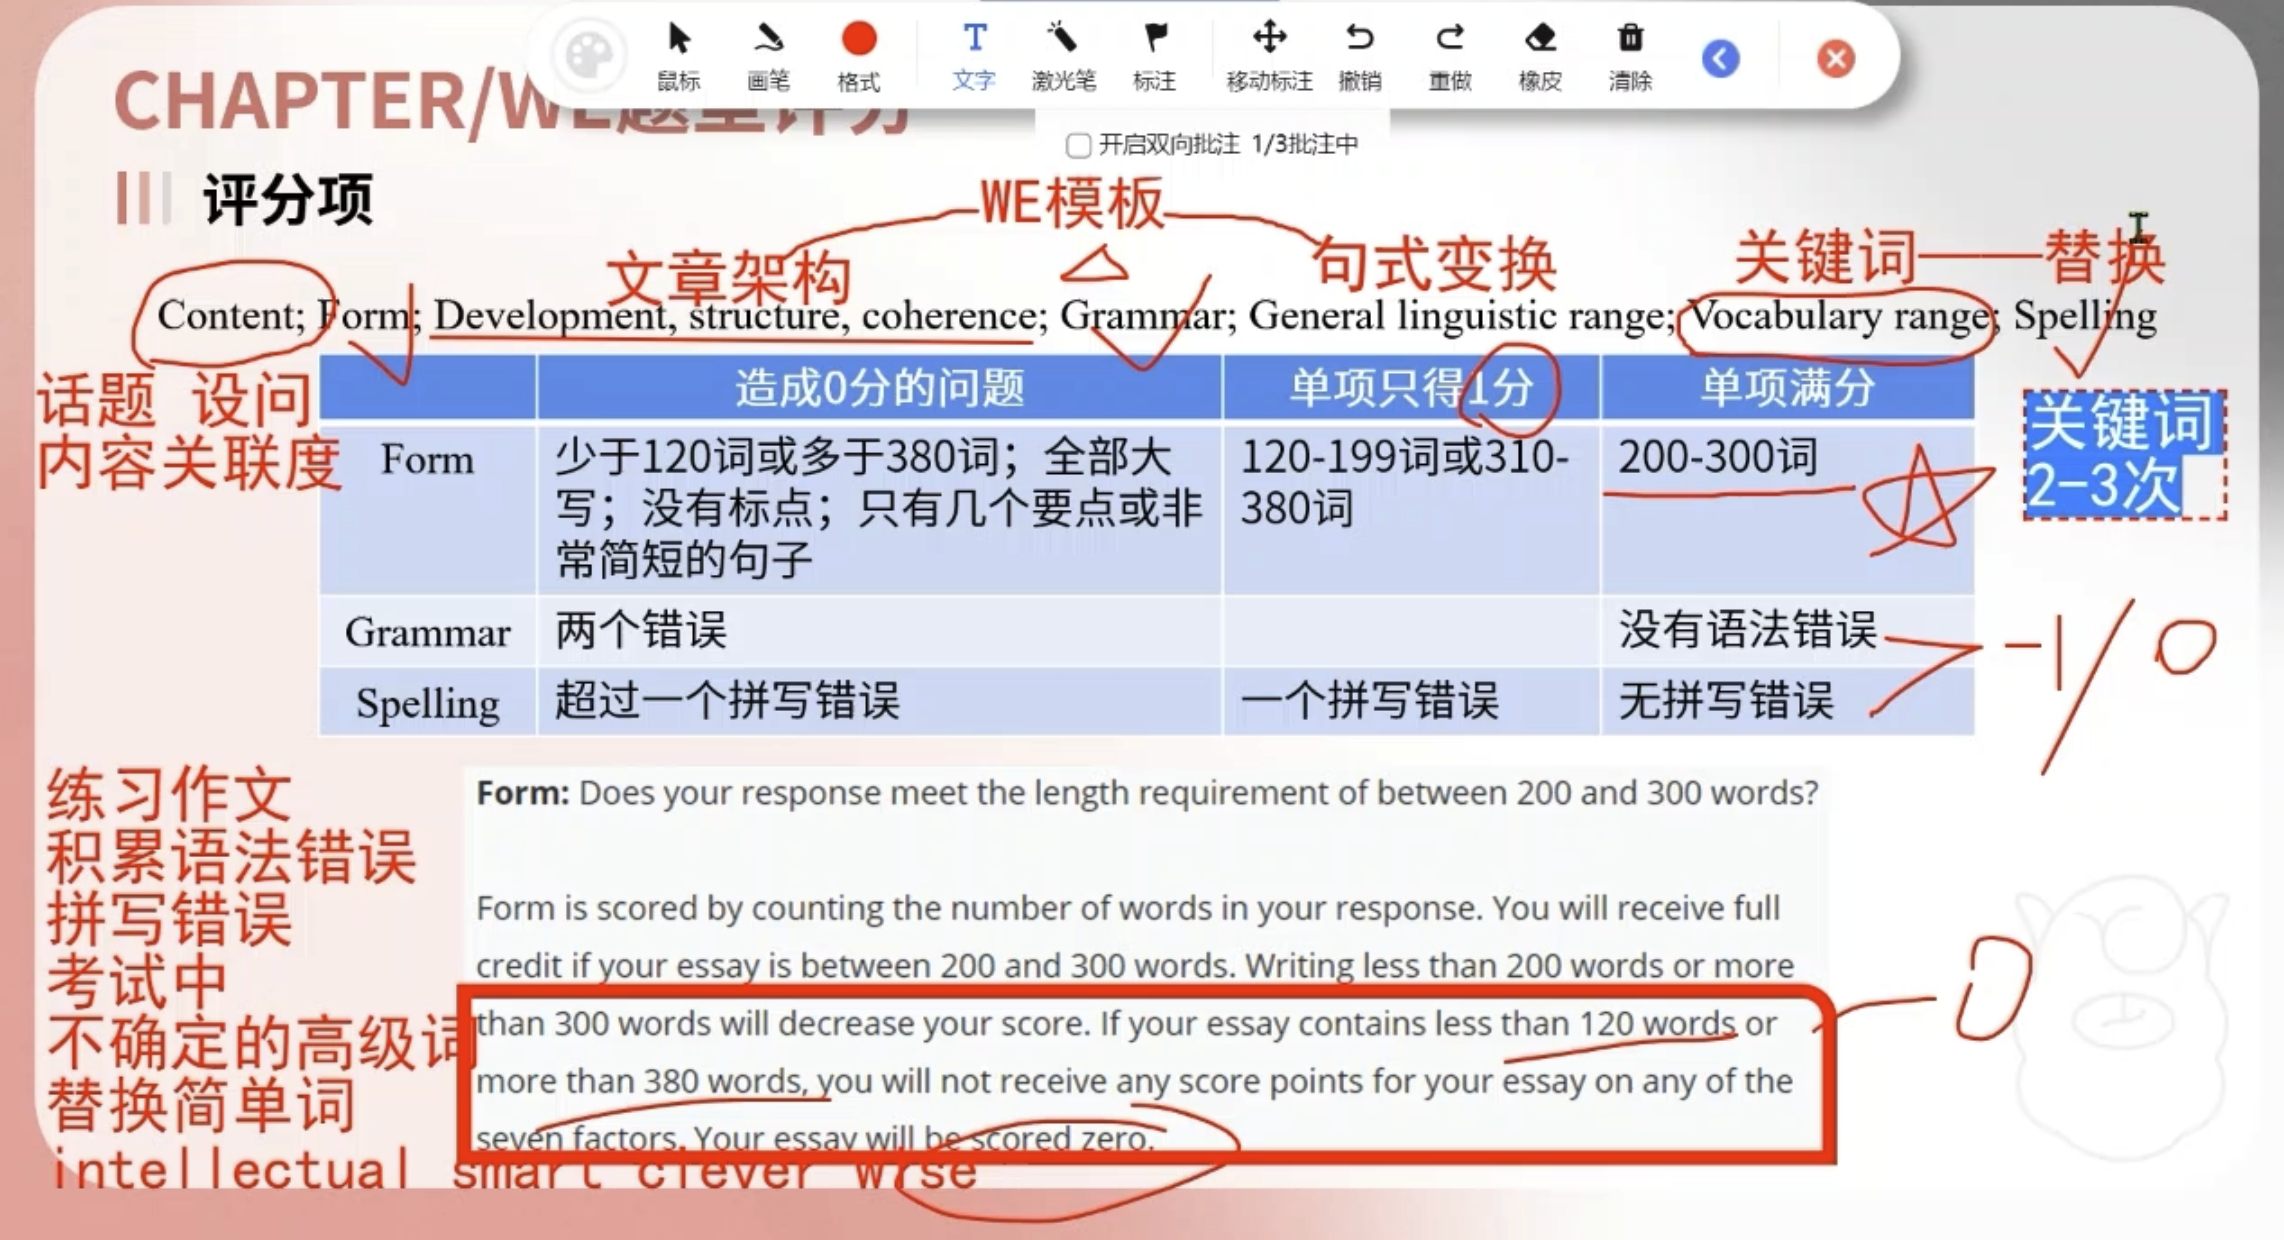 鼠标 画笔 格式 文字 激光笔 标注 移动标注 撤销 重做 橡皮 清除
CHAPTER/WE题型评分
开启双向批注 1/3批注中
评分项
WE模板
文章架构 句式变换 关键词——替换
Content; Form; Development, structure, coherence; Grammar; General linguistic range; Vocabulary range; Spelling
话题 设问
内容关联度
造成0分的问题 单项只得1分 单项满分
Form 少于120词或多于380词；全部大写；没有标点；只有几个要点或非常简短的句子 120-199词或310-380词 200-300词
关键词
2-3次
Grammar 两个错误 没有语法错误
-1/0
Spelling 超过一个拼写错误 一个拼写错误 无拼写错误
练习作文
积累语法错误
拼写错误
考试中
不确定的高级词
替换简单词
intellectual smart clever wise
Form: Does your response meet the length requirement of between 200 and 300 words?
Form is scored by counting the number of words in your response. You will receive full
credit if your essay is between 200 and 300 words. Writing less than 200 words or more
than 300 words will decrease your score. If your essay contains less than 120 words or
more than 380 words, you will not receive any score points for your essay on any of the
seven factors. Your essay will be scored zero.
0